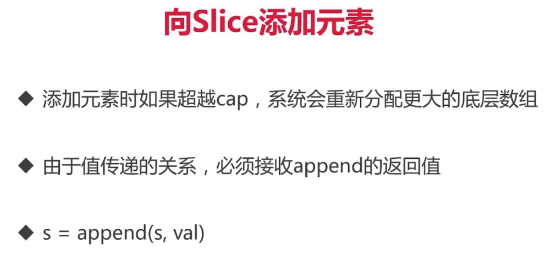 向Slice添加元素
◆ 添加元素时如果超越cap，系统会重新分配更大的底层数组
◆ 由于值传递的关系，必须接收append的返回值
◆ s = append(s, val)